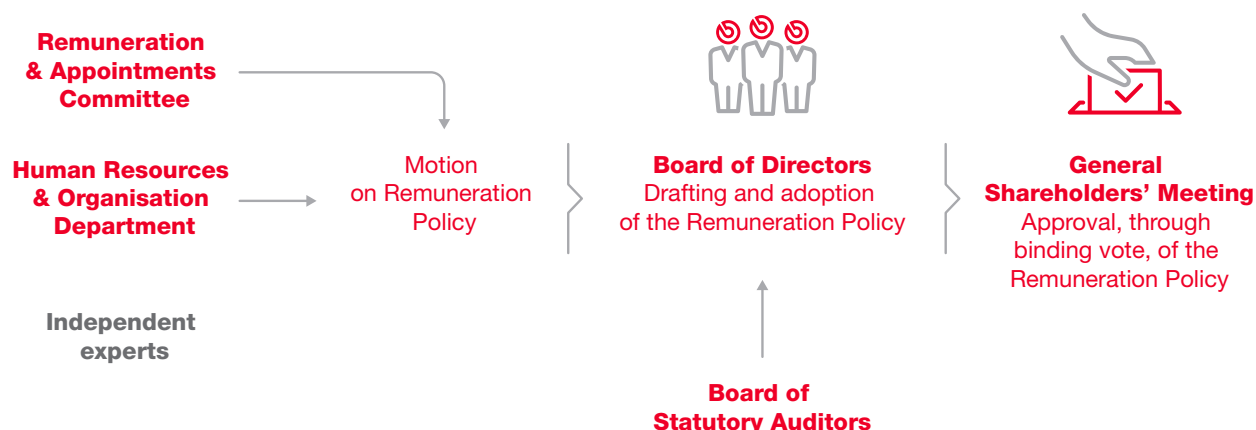 Remuneration
& Appointments
Committee
Human Resources
& Organisation
Department
Independent
experts
Motion
on Remuneration
Policy
Board of Directors
Drafting and adoption
of the Remuneration Policy
Board of
Statutory Auditors
General
Shareholders’ Meeting
Approval, through
binding vote, of the
Remuneration Policy